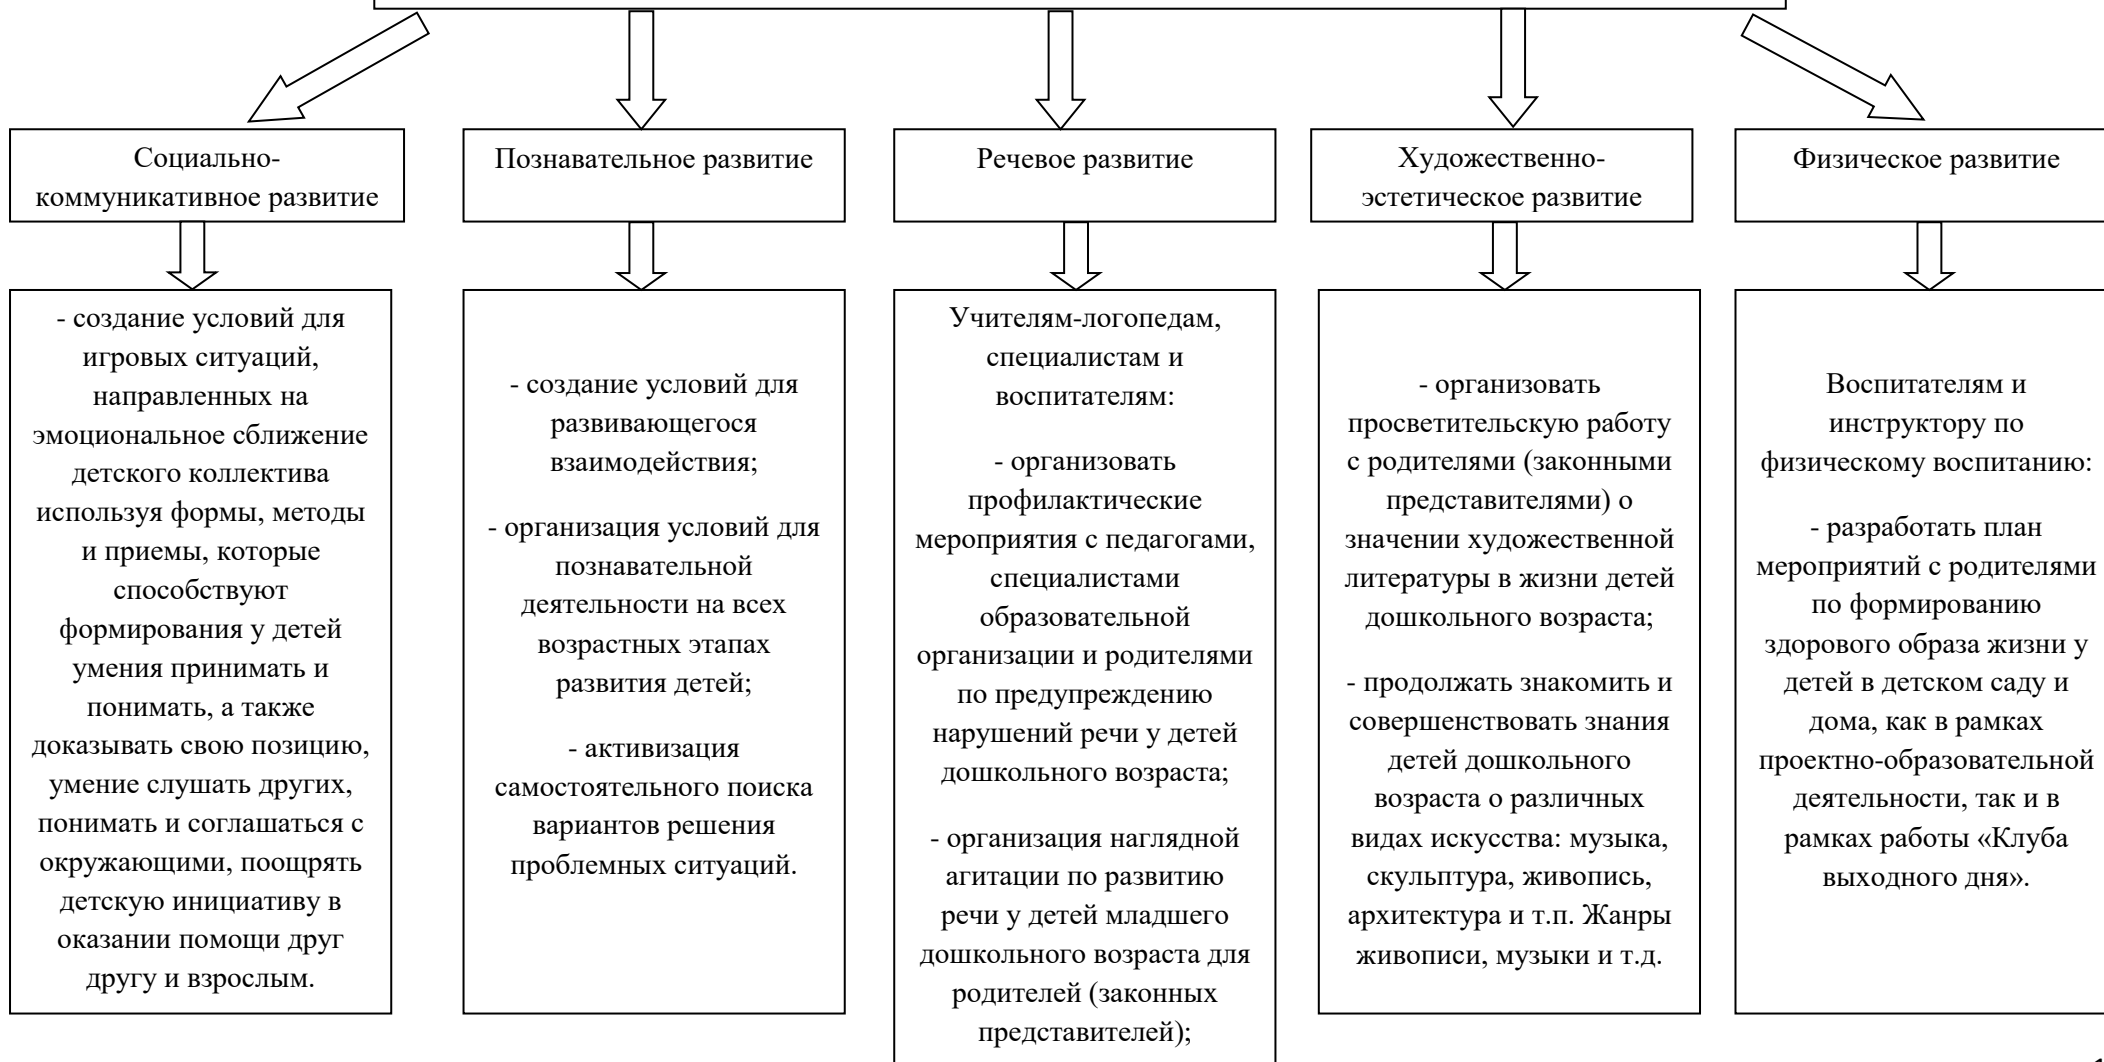 Социально-
коммуникативное развитие
Познавательное развитие
Речевое развитие
Художественно-
эстетическое развитие
Физическое развитие
- создание условий для
игровых ситуаций,
направленных на
эмоциональное сближение
детского коллектива
используя формы, методы
и приемы, которые
способствуют
формирования у детей
умения принимать и
понимать, а также
доказывать свою позицию,
умение слушать других,
понимать и соглашаться с
окружающими, поощрять
детскую инициативу в
оказании помощи друг
другу и взрослым.
- создание условий для
развивающегося
взаимодействия;
- организация условий для
познавательной
деятельности на всех
возрастных этапах
развития детей;
- активизация
самостоятельного поиска
вариантов решения
проблемных ситуаций.
Учителям-логопедам,
специалистам и
воспитателям:
- организовать
профилактические
мероприятия с педагогами,
специалистами
образовательной
организации и родителями
по предупреждению
нарушений речи у детей
дошкольного возраста;
- организация наглядной
агитации по развитию
речи у детей младшего
дошкольного возраста для
родителей (законных
представителей);
- организовать
просветительскую работу
с родителями (законными
представителями) о
значении художественной
литературы в жизни детей
дошкольного возраста;
- продолжать знакомить и
совершенствовать знания
детей дошкольного
возраста о различных
видах искусства: музыка,
скульптура, живопись,
архитектура и т.п. Жанры
живописи, музыки и т.д.
Воспитателям и
инструктору по
физическому воспитанию:
- разработать план
мероприятий с родителями
по формированию
здорового образа жизни у
детей в детском саду и
дома, как в рамках
проектно-образовательной
деятельности, так и в
рамках работы «Клуба
выходного дня».